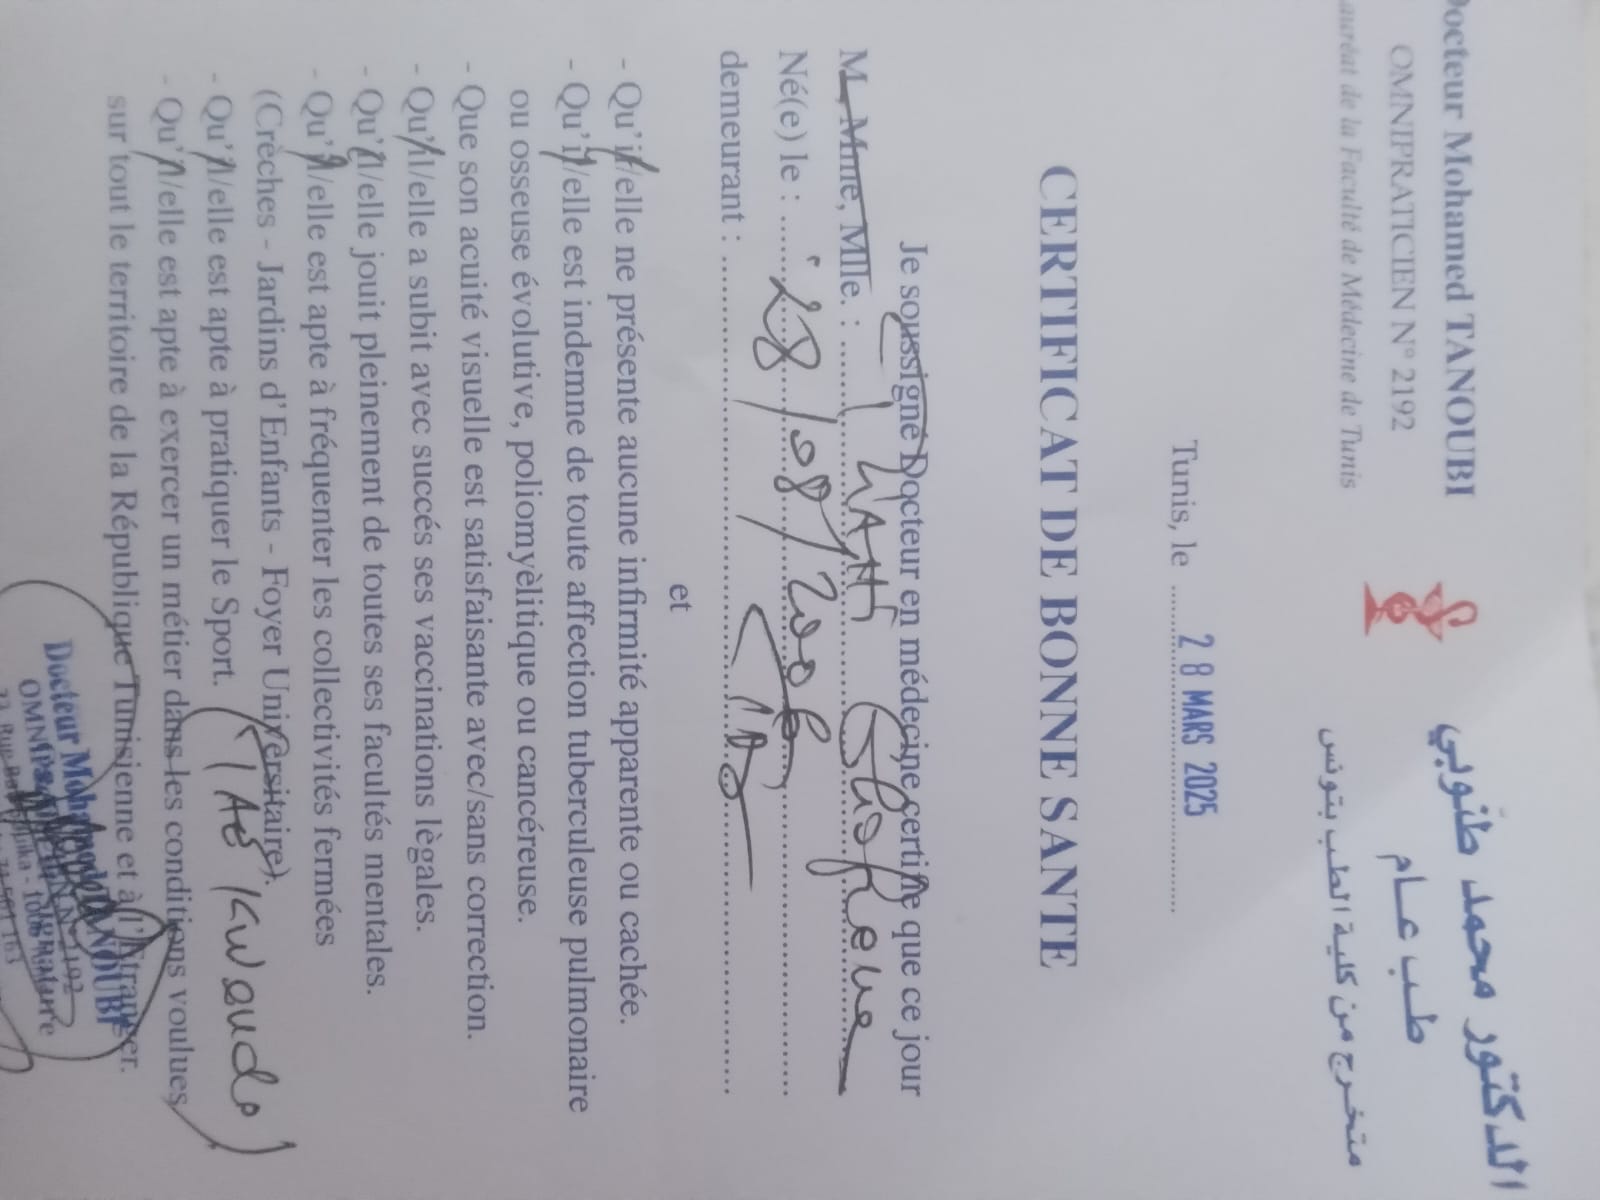 Docteur Mohamed TANOUBI
OMNIPRATICIEN N° 2192
Lauréat de la Faculté de Médecine de Tunis
الدكتور محمد طنوبي
طب عام
متخرج من كلية الطب بتونس
Tunis, le 28 MARS 2025
CERTIFICAT DE BONNE SANTE
Je soussigné Docteur en médecine certifie que ce jour
M., Mme, Mlle. :
Né(e) le : 28/08/2006
demeurant :
et
- Qu'il/elle ne présente aucune infirmité apparente ou cachée.
- Qu'il/elle est indemne de toute affection tuberculeuse pulmonaire
ou osseuse évolutive, poliomyèlitique ou cancéreuse.
- Que son acuité visuelle est satisfaisante avec/sans correction.
- Qu'il/elle a subit avec succés ses vaccinations lègales.
- Qu'il/elle jouit pleinement de toutes ses facultés mentales.
- Qu'il/elle est apte à fréquenter les collectivités fermées
(Crèches - Jardins d'Enfants - Foyer Universitaire).
- Qu'il/elle est apte à pratiquer le Sport.
- Qu'il/elle est apte à exercer un métier dans les conditions voulues
sur tout le territoire de la République Tunisienne et à l'Etranger.
Docteur Mohamed TANOUBI